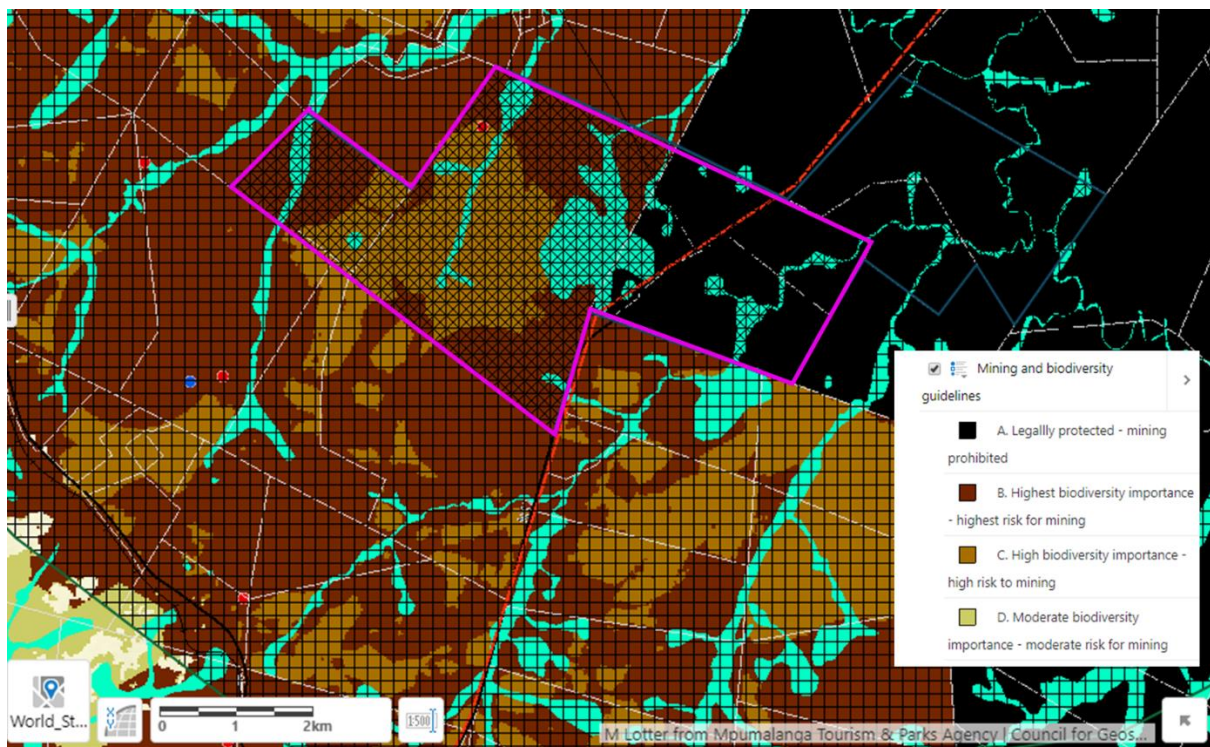 Mining and biodiversity
guidelines
A. Legallly protected - mining
prohibited
B. Highest biodiversity importance
- highest risk for mining
C. High biodiversity importance -
high risk to mining
D. Moderate biodiversity
importance - moderate risk for mining
World_St...
0 1 2km
1:500
M Lotter from Mpumalanga Tourism & Parks Agency | Council for Geos...